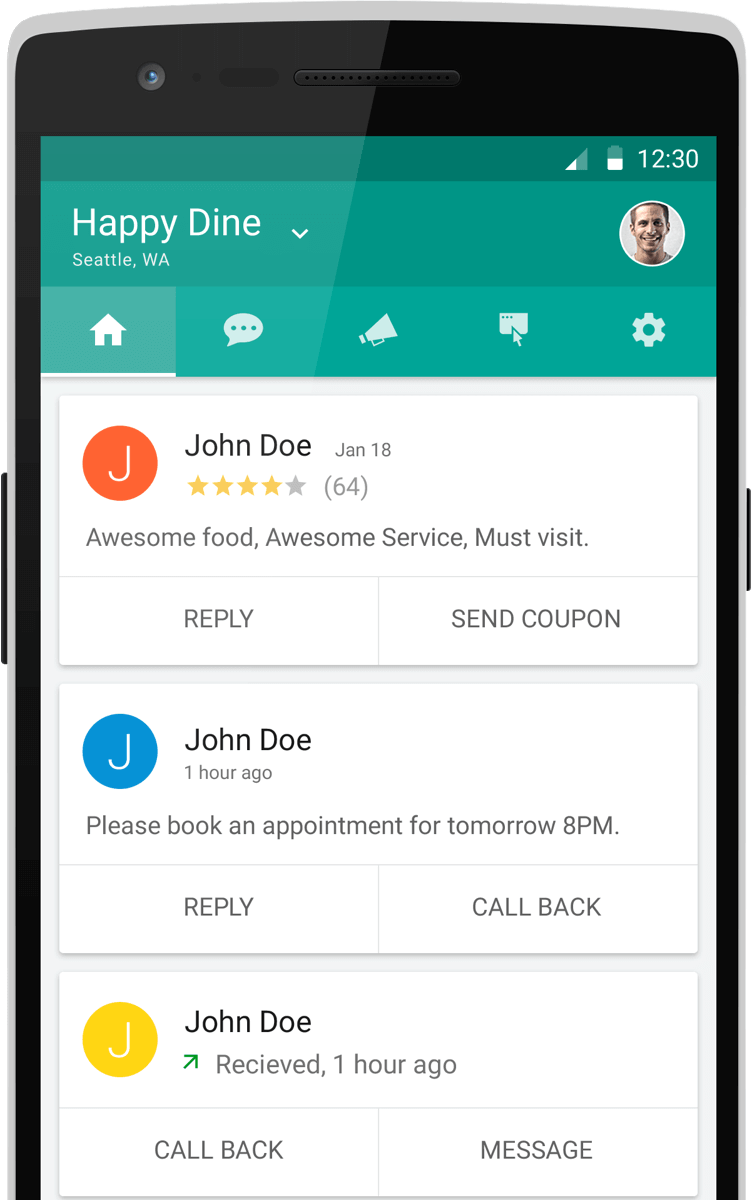 12:30
Happy Dine
Seattle, WA
J
John Doe Jan 18
(64)
Awesome food, Awesome Service, Must visit.
REPLY SEND COUPON
J
John Doe
1 hour ago
Please book an appointment for tomorrow 8PM.
REPLY CALL BACK
J
John Doe
Recieved, 1 hour ago
CALL BACK MESSAGE